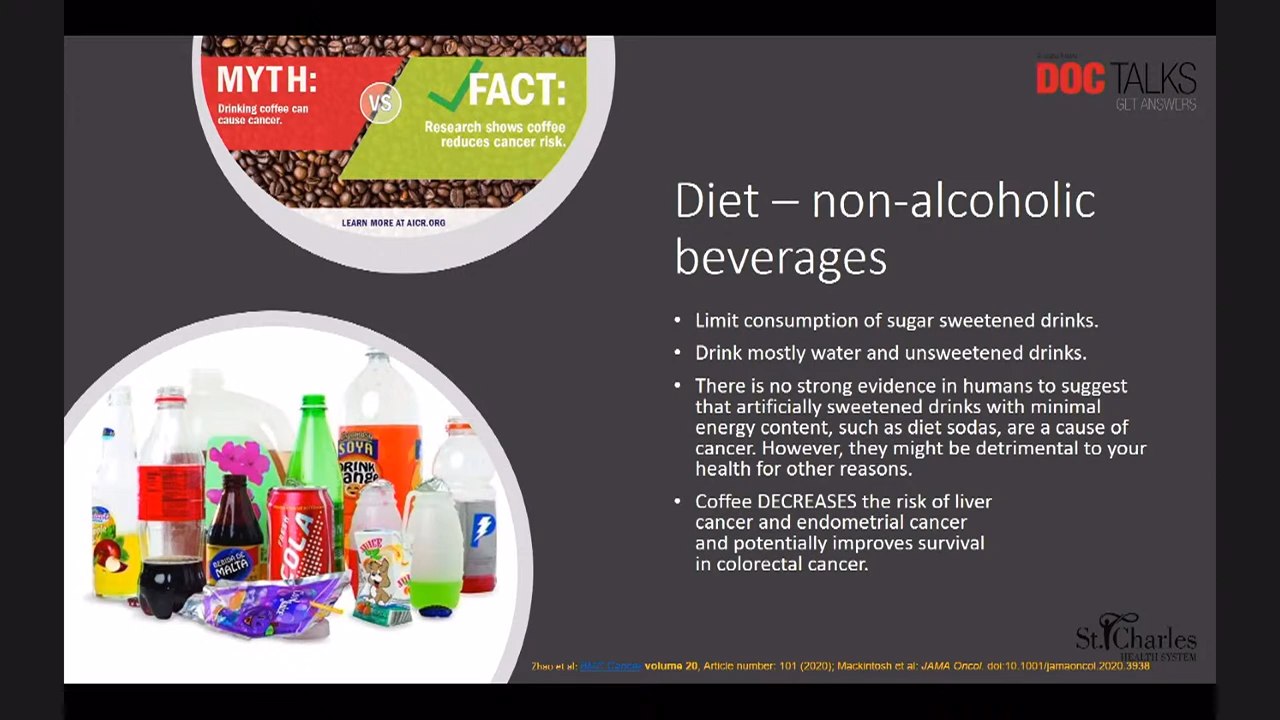 MYTH:
Drinking coffee can
cause cancer.
VS
FACT:
Research shows coffee
reduces cancer risk.
LEARN MORE AT AICR.ORG
DOC TALKS
GET ANSWERS
Diet – non-alcoholic
beverages
• Limit consumption of sugar sweetened drinks.
• Drink mostly water and unsweetened drinks.
• There is no strong evidence in humans to suggest
that artificially sweetened drinks with minimal
energy content, such as diet sodas, are a cause of
cancer. However, they might be detrimental to your
health for other reasons.
• Coffee DECREASES the risk of liver
cancer and endometrial cancer
and potentially improves survival
in colorectal cancer.
SOYA
DRINK
COLA
BEBIDA DE
MALTA
JUICE
St. Charles
HEALTH SYSTEM
Zhao et al: BMC Cancer volume 20, Article number: 101 (2020); Mackintosh et al: JAMA Oncol. doi:10.1001/jamaoncol.2020.3938